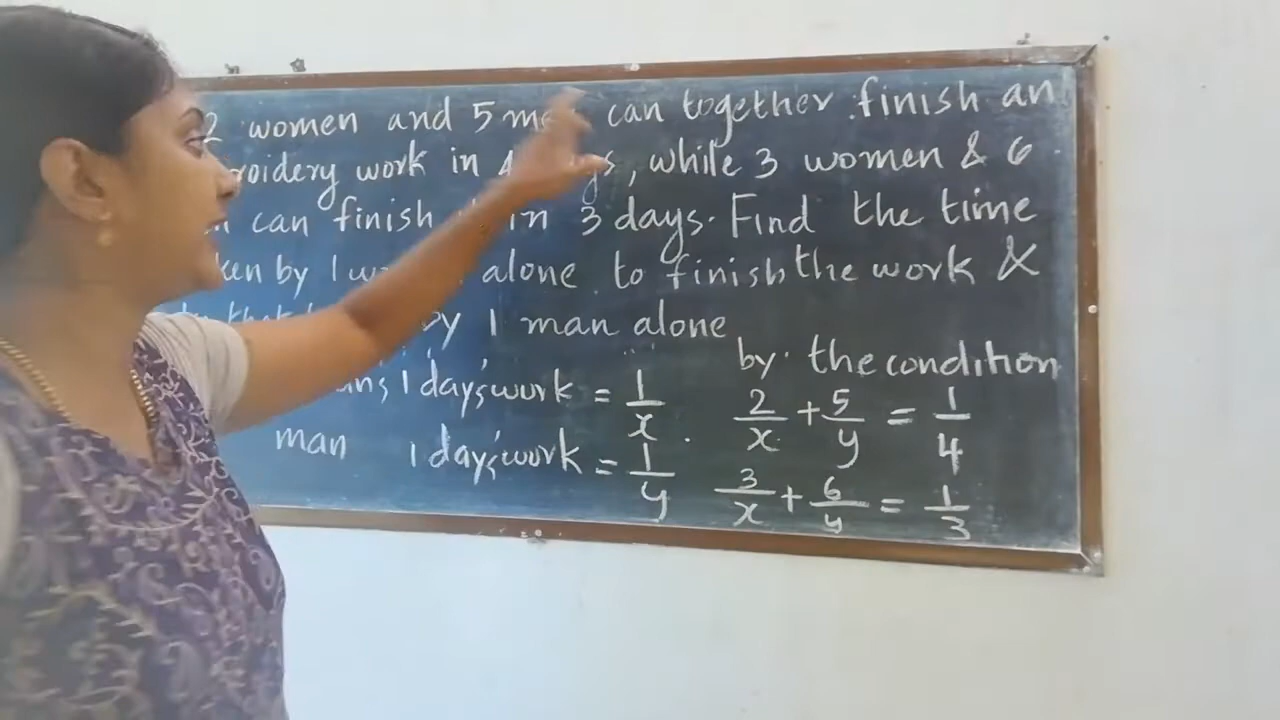 2 women and 5 can together finish an
work in 4 , while 3 women & 6
can finish in 3 days. Find the time
by 1 alone to finish the work &
by 1 man alone
1 day's work = 1/x
man 1 day's work = 1/y
by the condition
2/x + 5/y = 1/4
3/x + 6/y = 1/3